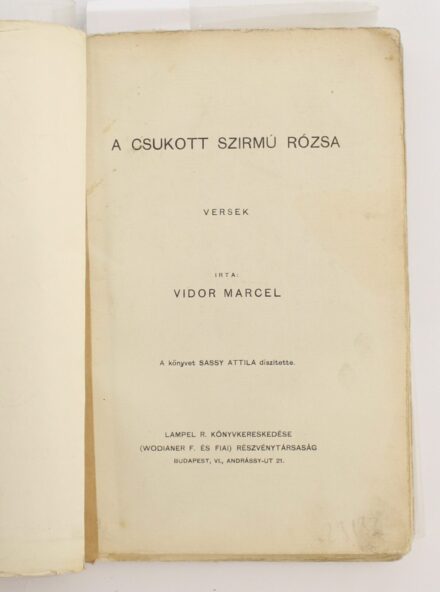 A CSUKOTT SZIRMÚ RÓZSA
VERSEK
IRTA:
VIDOR MARCEL
A könyvet SASSY ATTILA diszitette.
LAMPEL R. KÖNYVKERESKEDÉSE
(WODIANER F. ÉS FIAI) RÉSZVÉNYTÁRSASÁG
BUDAPEST, VI., ANDRÁSSY-UT 21.